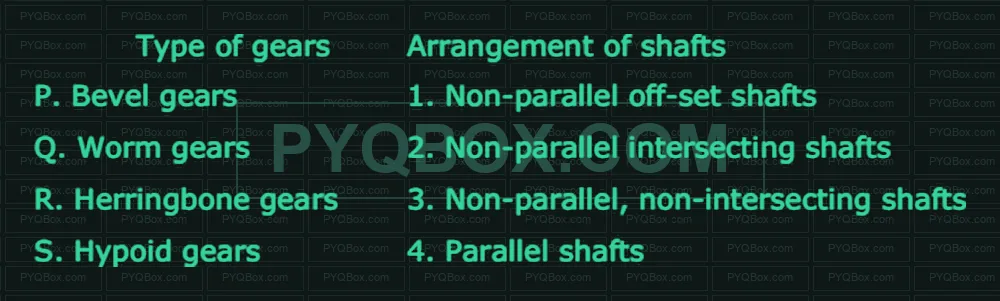 Type of gears Arrangement of shafts
P. Bevel gears 1. Non-parallel off-set shafts
Q. Worm gears 2. Non-parallel intersecting shafts
R. Herringbone gears 3. Non-parallel, non-intersecting shafts
S. Hypoid gears 4. Parallel shafts
PYQBOX.COM